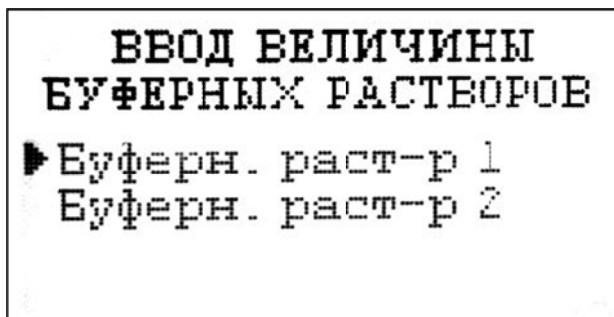 ВВОД ВЕЛИЧИНЫ
БУФЕРНЫХ РАСТВОРОВ
Буферн. раст-р 1
Буферн. раст-р 2